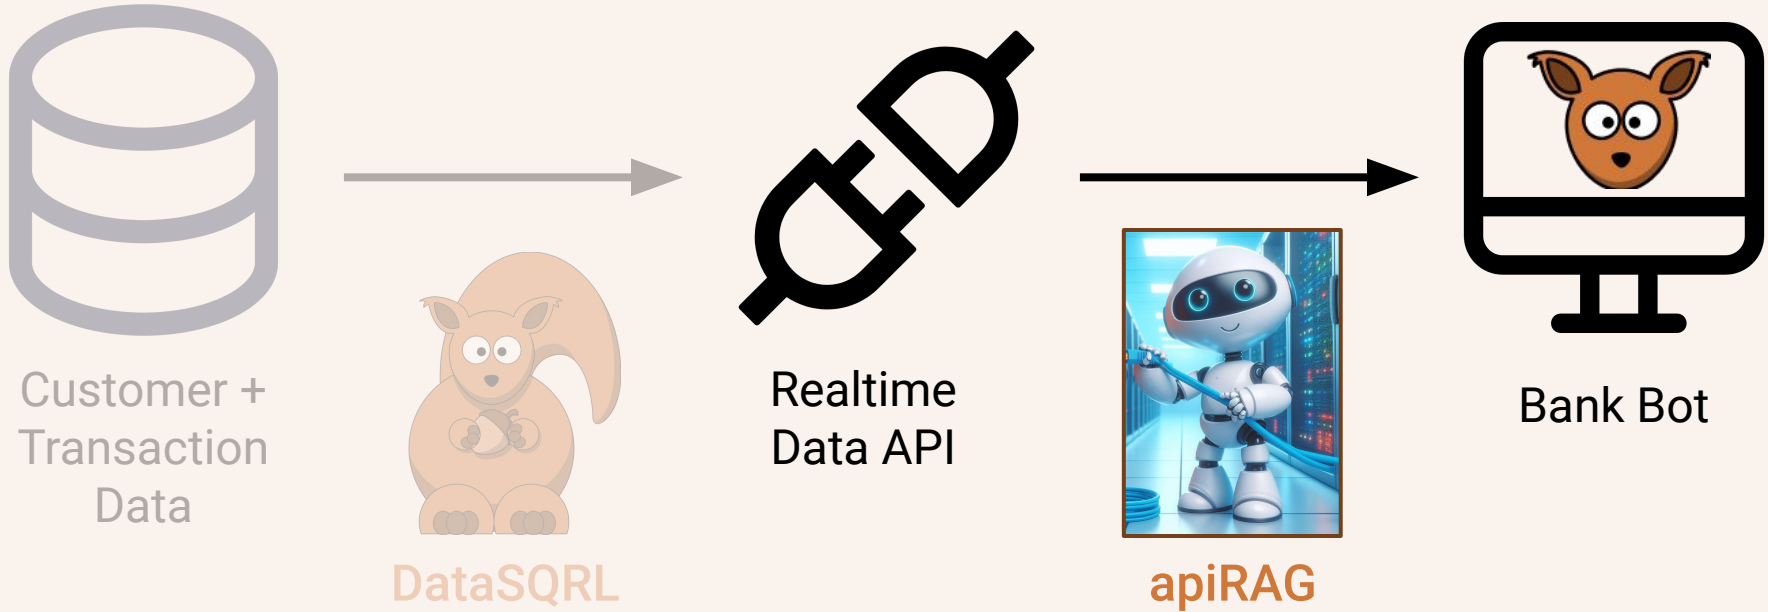 Customer +
Transaction
Data
DataSQRL
Realtime
Data API
apiRAG
Bank Bot